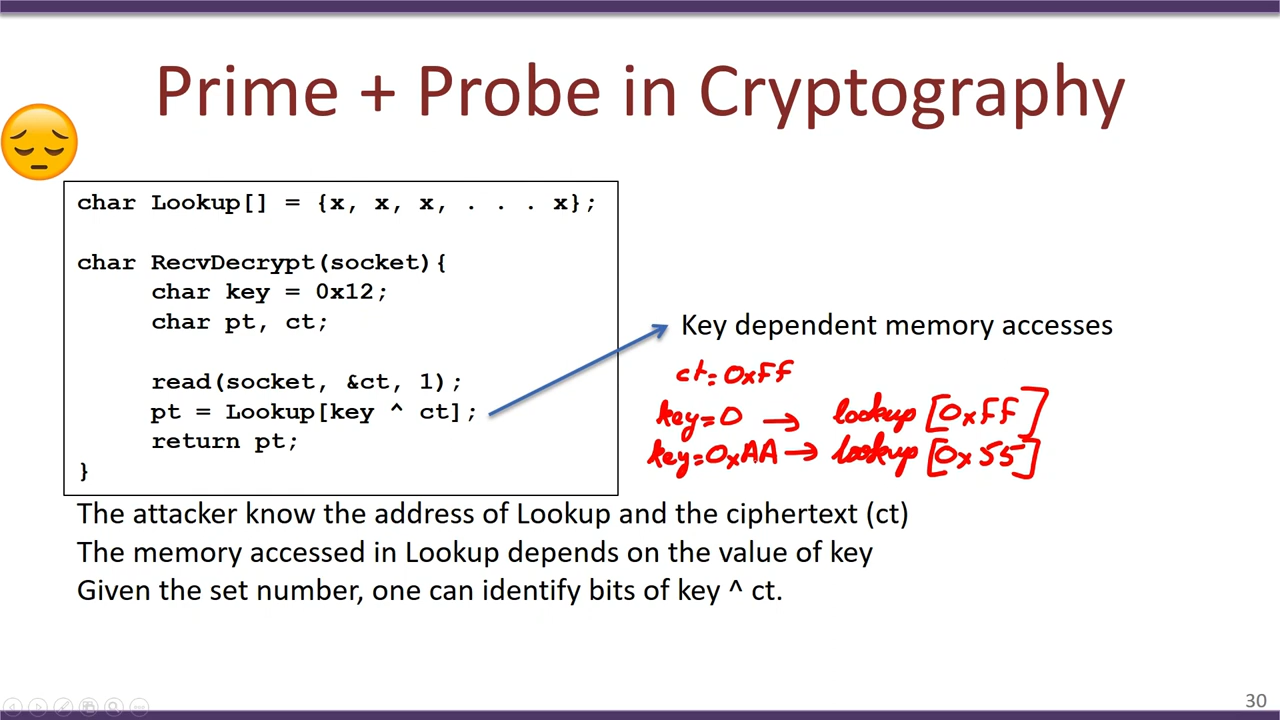 Prime + Probe in Cryptography
char Lookup[] = {x, x, x, . . . x};
char RecvDecrypt(socket){
char key = 0x12;
char pt, ct;
read(socket, &ct, 1);
pt = Lookup[key ^ ct];
return pt;
}
Key dependent memory accesses
ct = 0xFF
key = 0 → lookup [0xFF]
key = 0xAA → lookup [0x55]
The attacker know the address of Lookup and the ciphertext (ct)
The memory accessed in Lookup depends on the value of key
Given the set number, one can identify bits of key ^ ct.
30